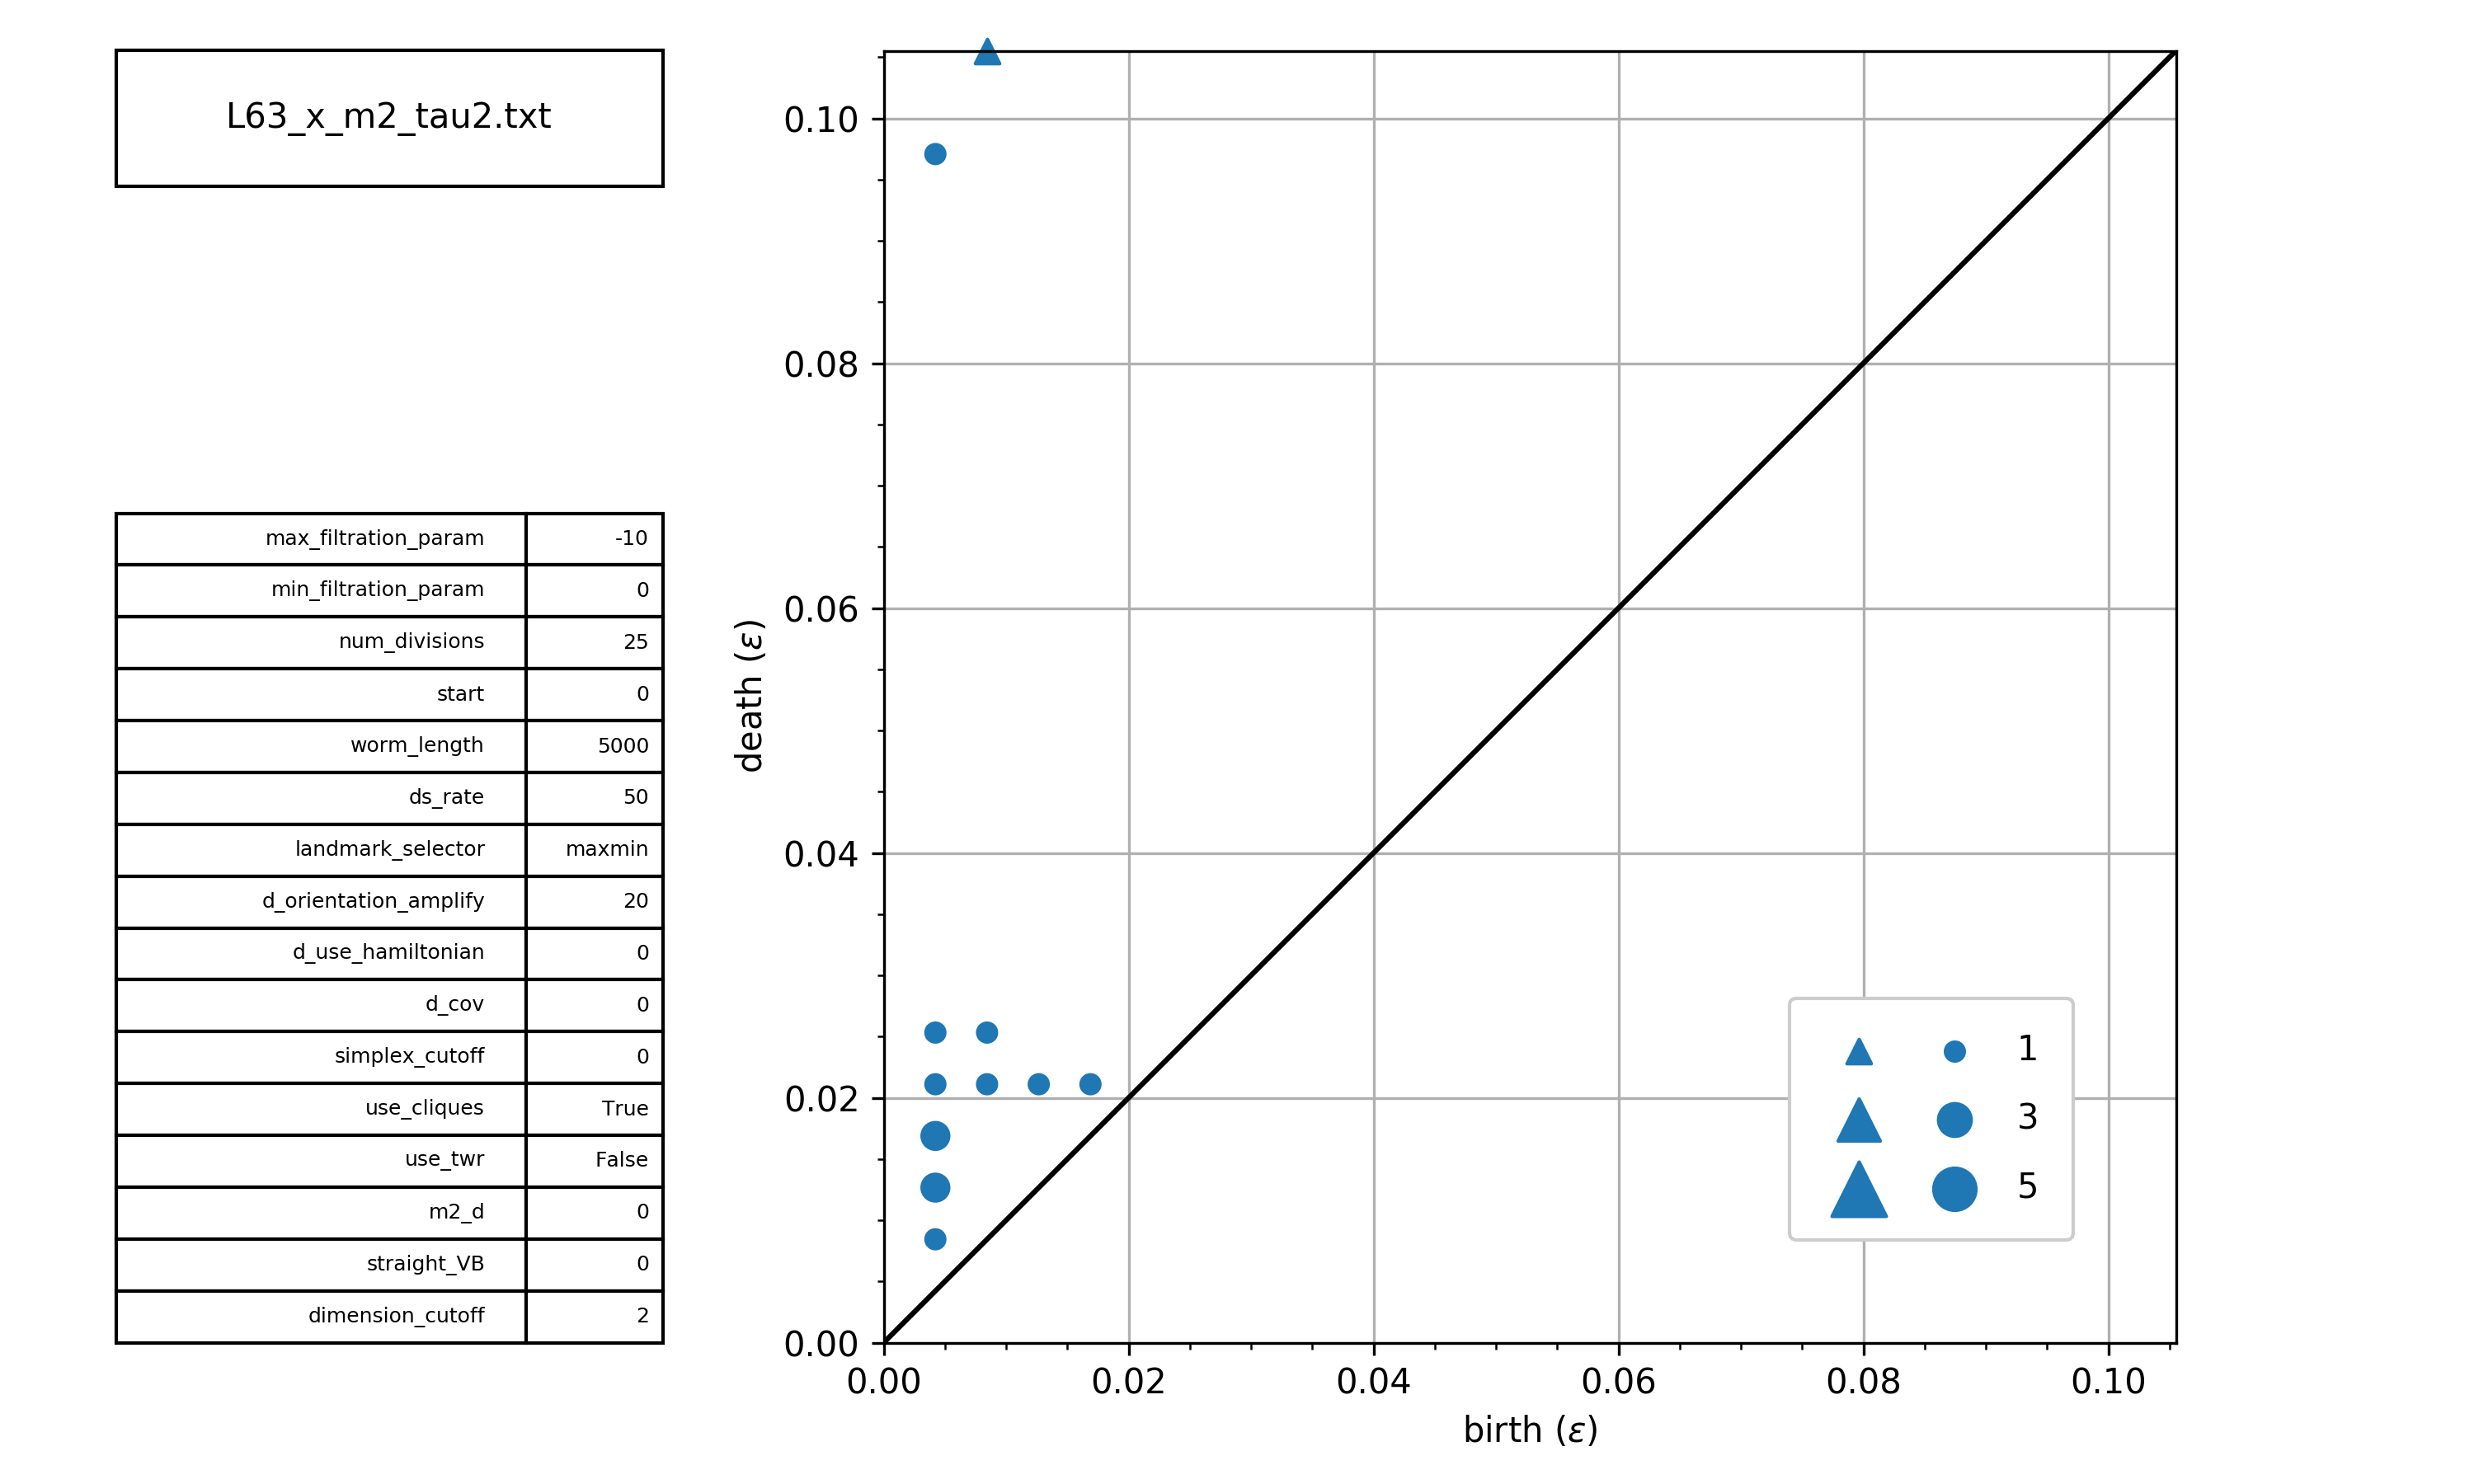 L63_x_m2_tau2.txt
max_filtration_param -10
min_filtration_param 0
num_divisions 25
start 0
worm_length 5000
ds_rate 50
landmark_selector maxmin
d_orientation_amplify 20
d_use_hamiltonian 0
d_cov 0
simplex_cutoff 0
use_cliques True
use_twr False
m2_d 0
straight_VB 0
dimension_cutoff 2
death (ε)
0.10
0.08
0.06
0.04
0.02
0.00
0.00 0.02 0.04 0.06 0.08 0.10
birth (ε)
1
3
5